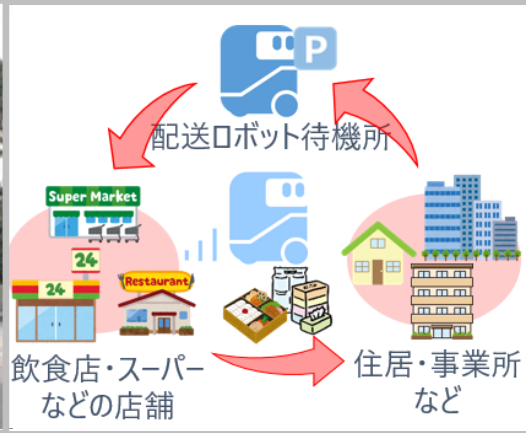 P
配送ロボット待機所
Super Market
24
24
Restaurant
飲食店・スーパー
などの店舗
住居・事業所
など